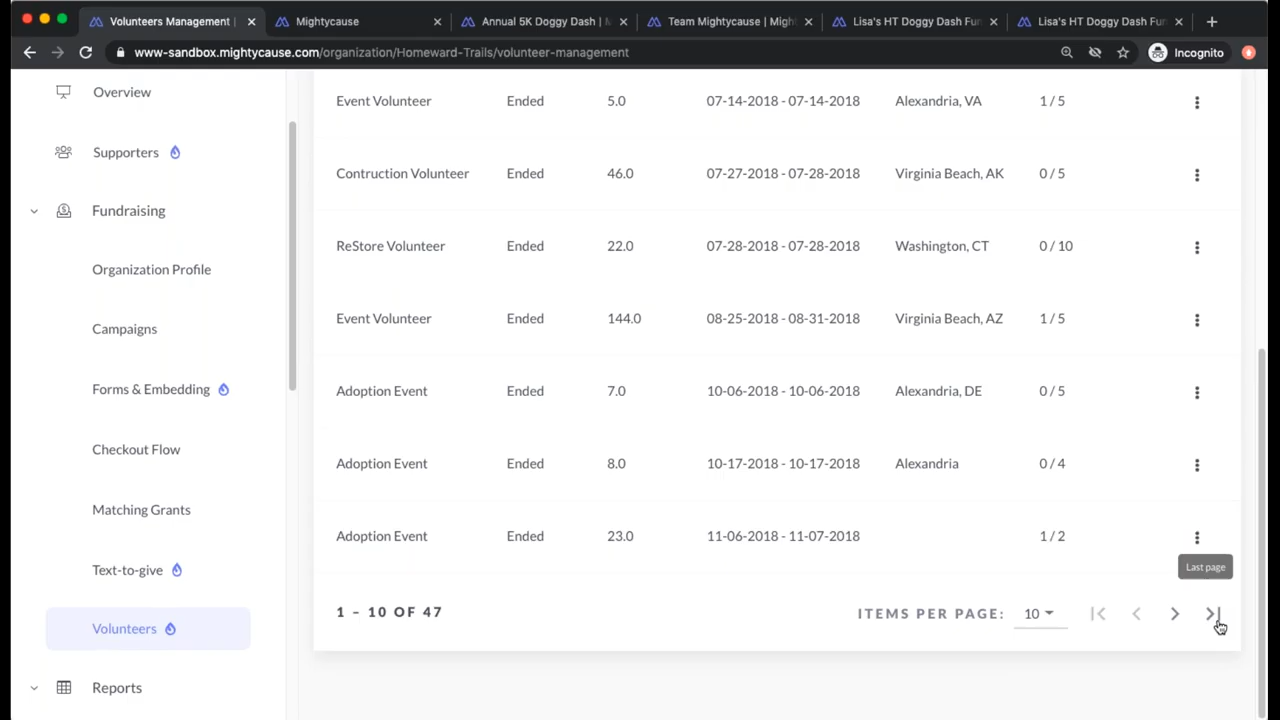 Volunteers Management |
Mightycause
Annual 5K Doggy Dash | M
Team Mightycause | Might
Lisa's HT Doggy Dash Fun
Lisa's HT Doggy Dash Fun
www-sandbox.mightycause.com/organization/Homeward-Trails/volunteer-management
Incognito
Overview
Supporters
Fundraising
Organization Profile
Campaigns
Forms & Embedding
Checkout Flow
Matching Grants
Text-to-give
Volunteers
Reports
Event Volunteer Ended 5.0 07-14-2018 - 07-14-2018 Alexandria, VA 1 / 5
Contruction Volunteer Ended 46.0 07-27-2018 - 07-28-2018 Virginia Beach, AK 0 / 5
ReStore Volunteer Ended 22.0 07-28-2018 - 07-28-2018 Washington, CT 0 / 10
Event Volunteer Ended 144.0 08-25-2018 - 08-31-2018 Virginia Beach, AZ 1 / 5
Adoption Event Ended 7.0 10-06-2018 - 10-06-2018 Alexandria, DE 0 / 5
Adoption Event Ended 8.0 10-17-2018 - 10-17-2018 Alexandria 0 / 4
Adoption Event Ended 23.0 11-06-2018 - 11-07-2018 1 / 2
Last page
1 – 10 OF 47 ITEMS PER PAGE: 10